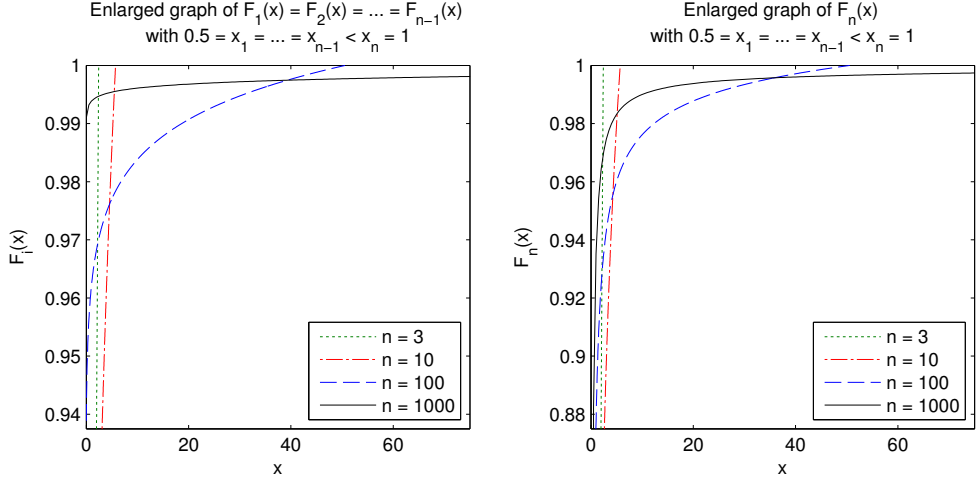 Enlarged graph of F₁(x) = F₂(x) = ... = Fₙ₋₁(x)
with 0.5 = x₁ = ... = xₙ₋₁ < xₙ = 1
1
0.99
0.98
0.97
0.96
0.95
0.94
Fᵢ(x)
0
20
40
60
x
n = 3
n = 10
n = 100
n = 1000
Enlarged graph of Fₙ(x)
with 0.5 = x₁ = ... = xₙ₋₁ < xₙ = 1
1
0.98
0.96
0.94
0.92
0.9
0.88
Fₙ(x)
0
20
40
60
x
n = 3
n = 10
n = 100
n = 1000